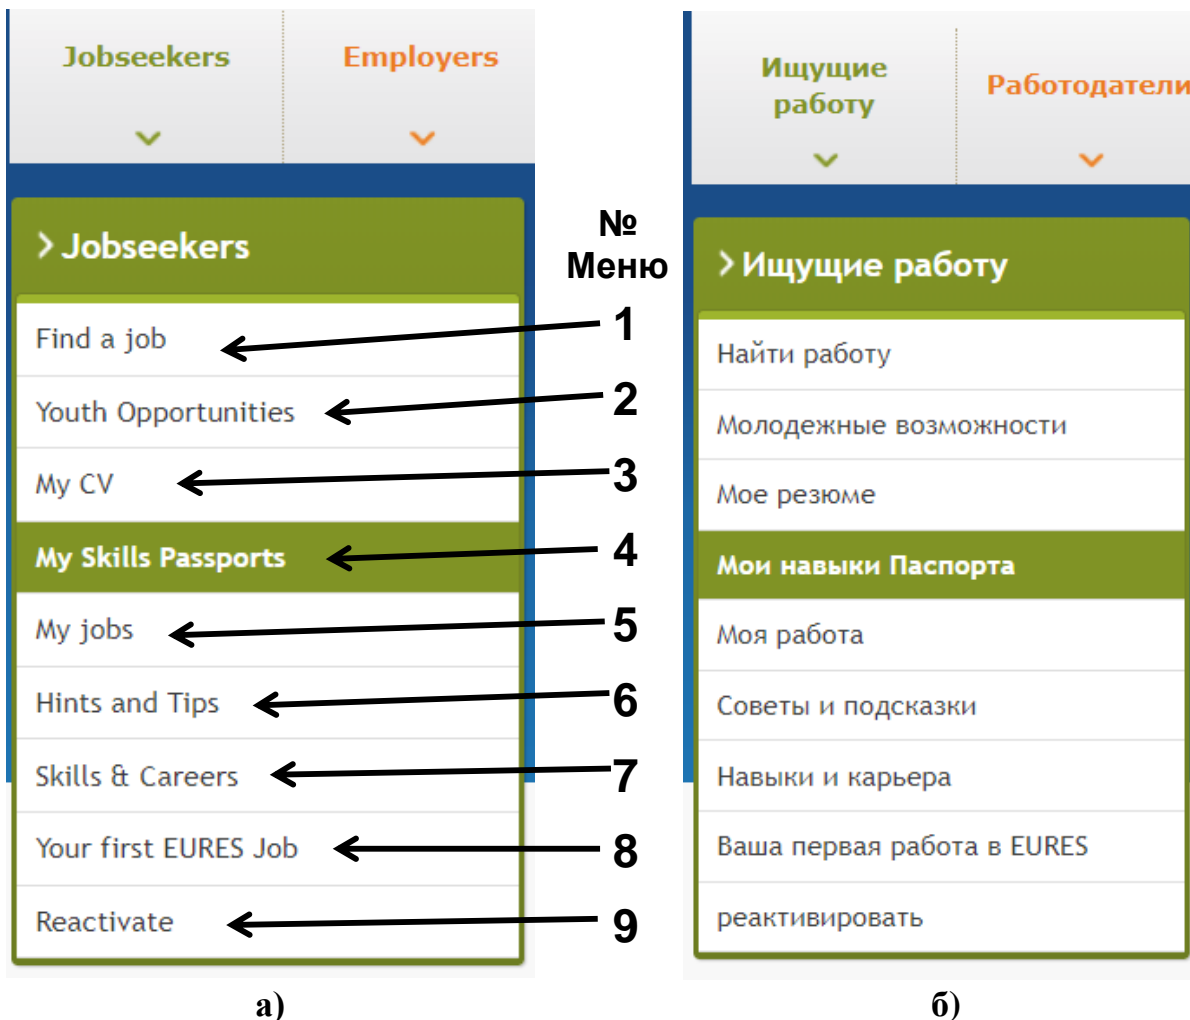 Jobseekers
Employers
Jobseekers
Find a job
Youth Opportunities
My CV
My Skills Passports
My jobs
Hints and Tips
Skills & Careers
Your first EURES Job
Reactivate
а)
№
Меню
1
2
3
4
5
6
7
8
9
Ищущие
работу
Работодатели
Ищущие работу
Найти работу
Молодежные возможности
Мое резюме
Мои навыки Паспорта
Моя работа
Советы и подсказки
Навыки и карьера
Ваша первая работа в EURES
реактивировать
б)